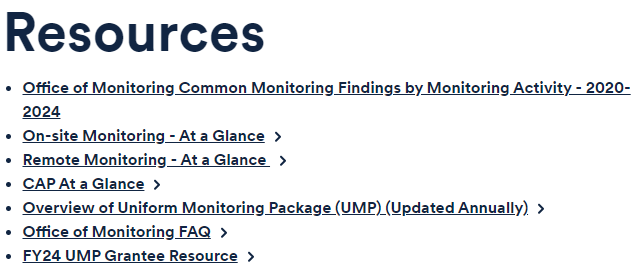 Resources
Office of Monitoring Common Monitoring Findings by Monitoring Activity - 2020-
2024
On-site Monitoring - At a Glance
Remote Monitoring - At a Glance
CAP At a Glance
Overview of Uniform Monitoring Package (UMP) (Updated Annually)
Office of Monitoring FAQ
FY24 UMP Grantee Resource